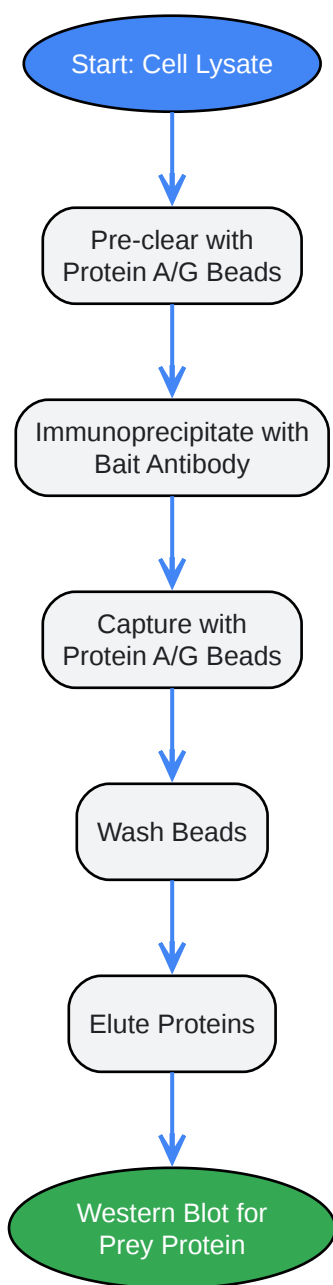 Start: Cell Lysate
Pre-clear with
Protein A/G Beads
Immunoprecipitate with
Bait Antibody
Capture with
Protein A/G Beads
Wash Beads
Elute Proteins
Western Blot for
Prey Protein